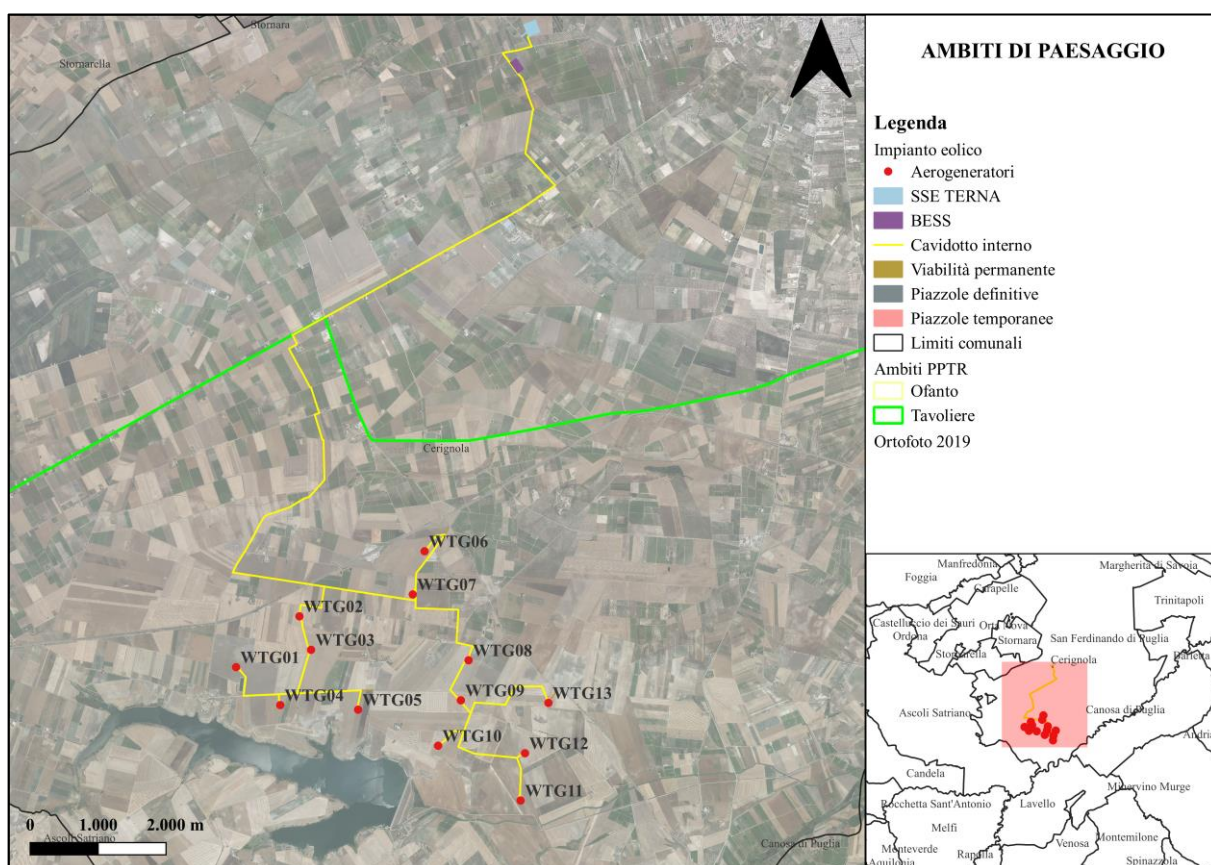 Stornara
Stornarella
Cerignola
WTG06
WTG07
WTG02
WTG03
WTG08
WTG01
WTG09
WTG13
WTG04
WTG05
WTG10
WTG12
WTG11
0 1.000 2.000 m
Ascoli Satriano
Canosa di Puglia
AMBITI DI PAESAGGIO
Legenda
Impianto eolico
Aerogeneratori
SSE TERNA
BESS
Cavidotto interno
Viabilità permanente
Piazzole definitive
Piazzole temporanee
Limiti comunali
Ambiti PPTR
Ofanto
Tavoliere
Ortofoto 2019
Manfredonia
Margherita di Savoia
Foggia
Carapelle
Trinitapoli
Castelluccio dei Sauri
Orta Nova
Ordona
Stornara
San Ferdinando di Puglia
Stornarella
Barletta
Cerignola
Ascoli Satriano
Canosa di Puglia
Andria
Candela
Minervino Murge
Rocchetta Sant'Antonio
Lavello
Melfi
Montemilone
Monteverde
Venosa
Aquilonia
Rapolla
Spinazzola